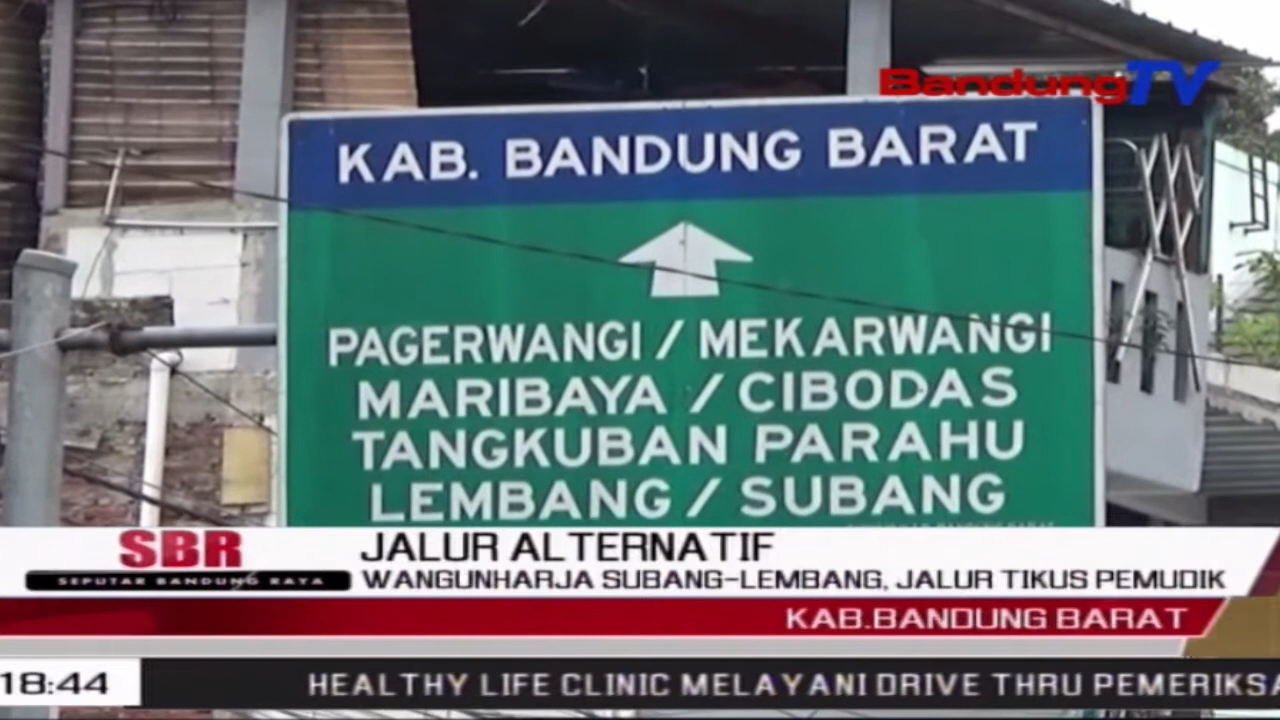 BandungTV
KAB. BANDUNG BARAT
PAGERWANGI / MEKARWANGI
MARIBAYA / CIBODAS
TANGKUBAN PARAHU
LEMBANG / SUBANG
SBR
SEPUTAR BANDUNG RAYA
JALUR ALTERNATIF
WANGUNHARJA SUBANG-LEMBANG, JALUR TIKUS PEMUDIK
KAB.BANDUNG BARAT
18:44
HEALTHY LIFE CLINIC MELAYANI DRIVE THRU PEMERIKSA